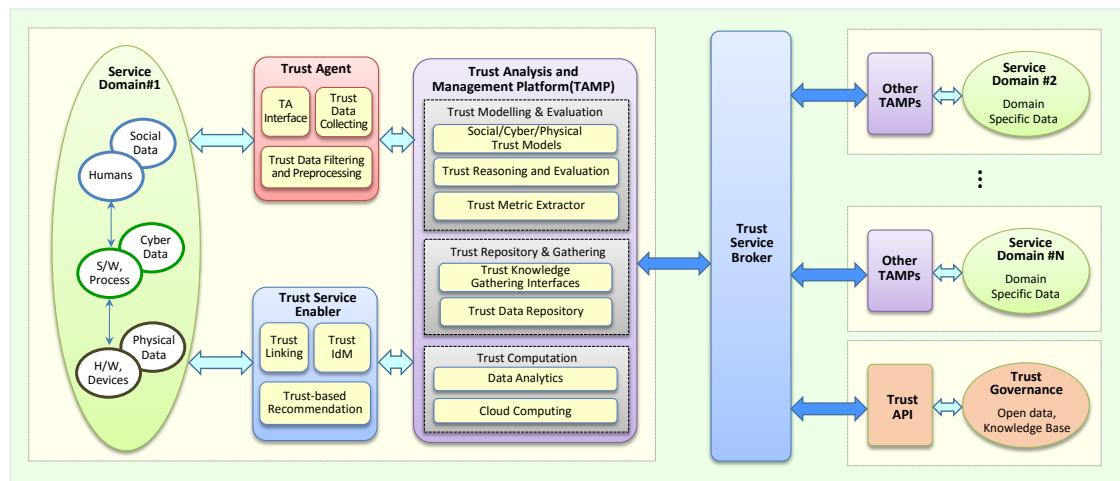 Service
Domain#1
Social
Data
Humans
Cyber
Data
S/W,
Process
Physical
Data
H/W,
Devices
Trust Agent
TA
Interface
Trust
Data
Collecting
Trust Data Filtering
and Preprocessing
Trust Service
Enabler
Trust
Linking
Trust
IdM
Trust-based
Recommendation
Trust Analysis and
Management Platform(TAMP)
Trust Modelling & Evaluation
Social/Cyber/Physical
Trust Models
Trust Reasoning and Evaluation
Trust Metric Extractor
Trust Repository & Gathering
Trust Knowledge
Gathering Interfaces
Trust Data Repository
Trust Computation
Data Analytics
Cloud Computing
Trust
Service
Broker
Other
TAMPs
Service
Domain #2
Domain
Specific Data
⋮
Other
TAMPs
Service
Domain #N
Domain
Specific Data
Trust
API
Trust
Governance
Open data,
Knowledge Base